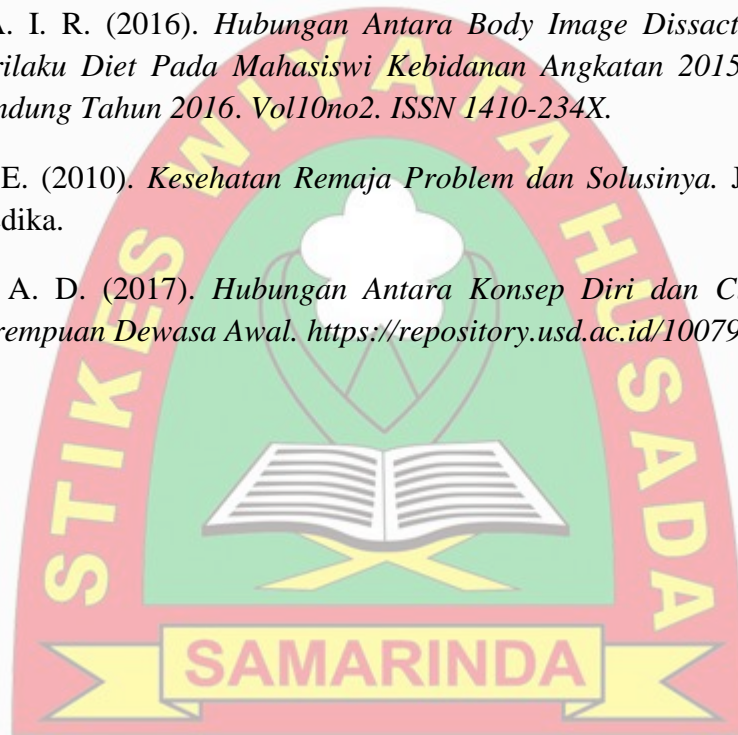 A. I. R. (2016). Hubungan Antara Body Image Dissact
rilaku Diet Pada Mahasiswi Kebidanan Angkatan 2015
ndung Tahun 2016. Vol10no2. ISSN 1410-234X.
E. (2010). Kesehatan Remaja Problem dan Solusinya. J
dika.
A. D. (2017). Hubungan Antara Konsep Diri dan C
rempuan Dewasa Awal. https://repository.usd.ac.id/10079
STIKES WIYATA HUSADA
SAMARINDA